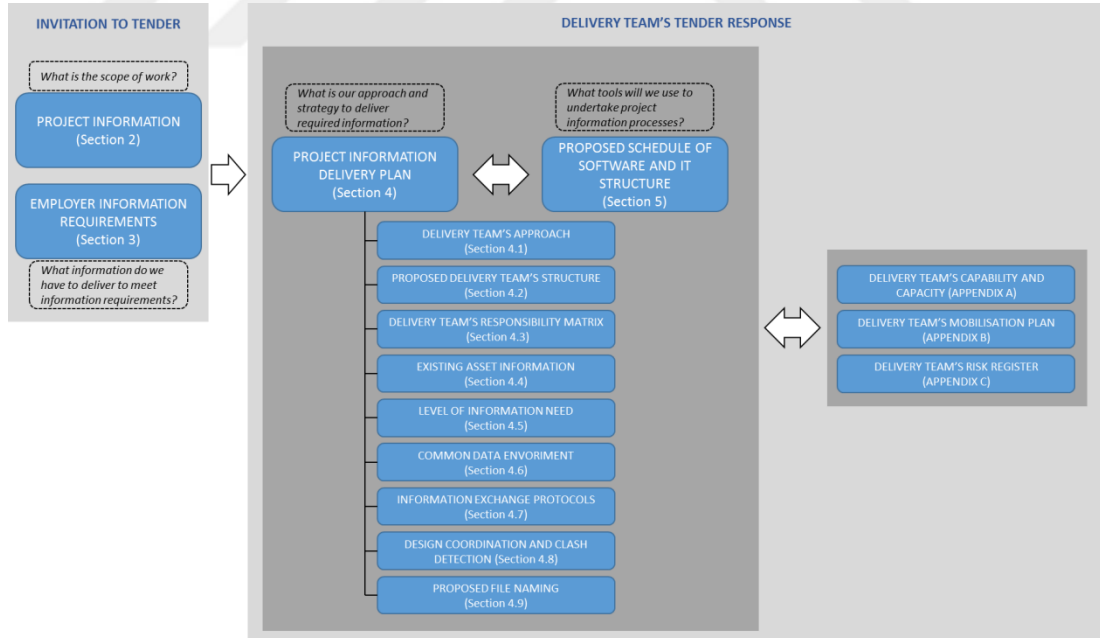 INVITATION TO TENDER
What is the scope of work?
PROJECT INFORMATION
(Section 2)
EMPLOYER INFORMATION
REQUIREMENTS
(Section 3)
What information do we
have to deliver to meet
information requirements?
DELIVERY TEAM'S TENDER RESPONSE
What is our approach and
strategy to deliver
required information?
PROJECT INFORMATION
DELIVERY PLAN
(Section 4)
What tools will we use to
undertake project
information processes?
PROPOSED SCHEDULE OF
SOFTWARE AND IT
STRUCTURE
(Section 5)
DELIVERY TEAM'S APPROACH
(Section 4.1)
PROPOSED DELIVERY TEAM'S STRUCTURE
(Section 4.2)
DELIVERY TEAM'S RESPONSIBILITY MATRIX
(Section 4.3)
EXISTING ASSET INFORMATION
(Section 4.4)
LEVEL OF INFORMATION NEED
(Section 4.5)
COMMON DATA ENVORIMENT
(Section 4.6)
INFORMATION EXCHANGE PROTOCOLS
(Section 4.7)
DESIGN COORDINATION AND CLASH
DETECTION (Section 4.8)
PROPOSED FILE NAMING
(Section 4.9)
DELIVERY TEAM'S CAPABILITY AND
CAPACITY (APPENDIX A)
DELIVERY TEAM'S MOBILISATION PLAN
(APPENDIX B)
DELIVERY TEAM'S RISK REGISTER
(APPENDIX C)